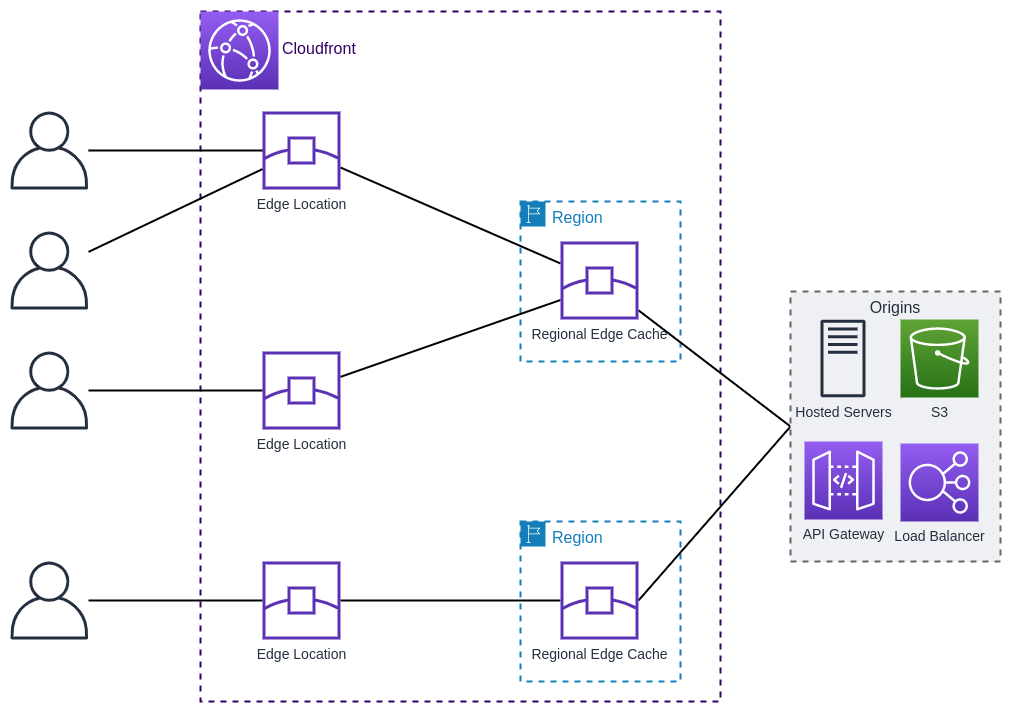 Cloudfront
Edge Location
Region
Regional Edge Cache
Origins
Hosted Servers
S3
Edge Location
API Gateway
Load Balancer
Region
Edge Location
Regional Edge Cache